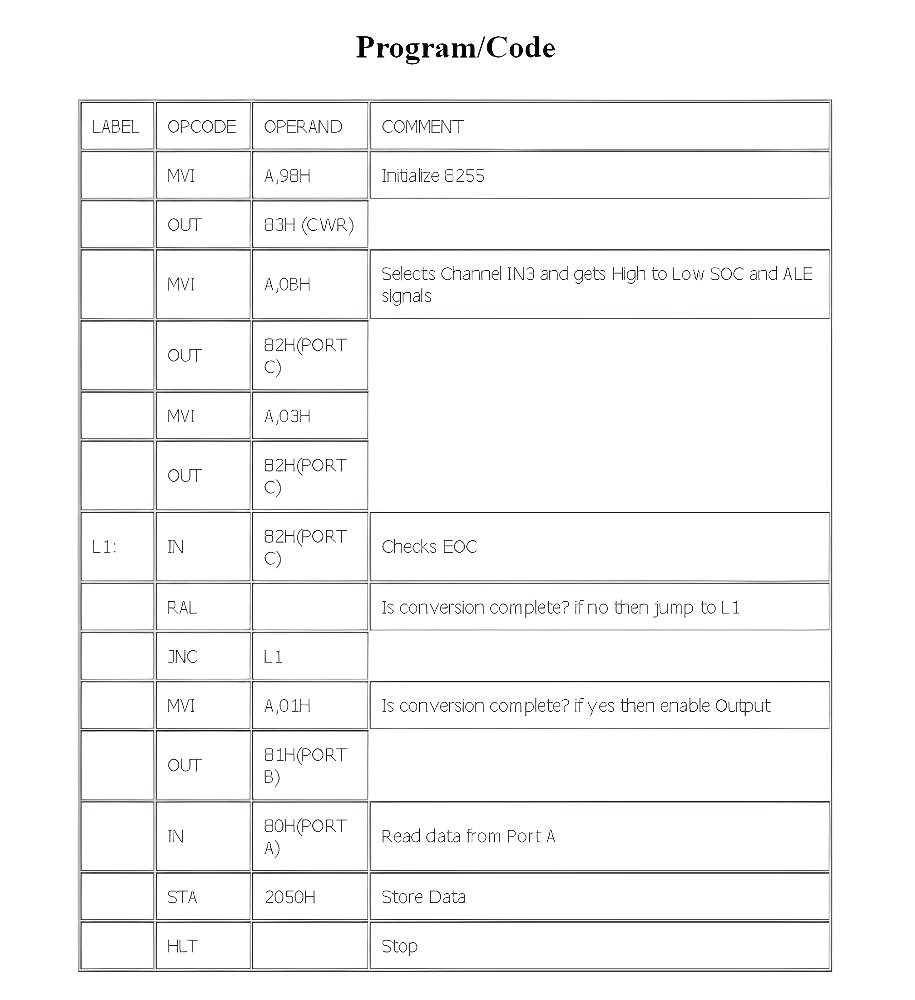 Program/Code
LABEL OPCODE OPERAND COMMENT
MVI A,98H Initialize 8255
OUT 83H (CWR)
MVI A,0BH Selects Channel IN3 and gets High to Low SOC and ALE
signals
OUT 82H(PORT
C)
MVI A,03H
OUT 82H(PORT
C)
L1: IN 82H(PORT
C) Checks EOC
RAL Is conversion complete? if no then jump to L1
JNC L1
MVI A,01H Is conversion complete? if yes then enable Output
OUT 81H(PORT
B)
IN 80H(PORT
A) Read data from Port A
STA 2050H Store Data
HLT Stop